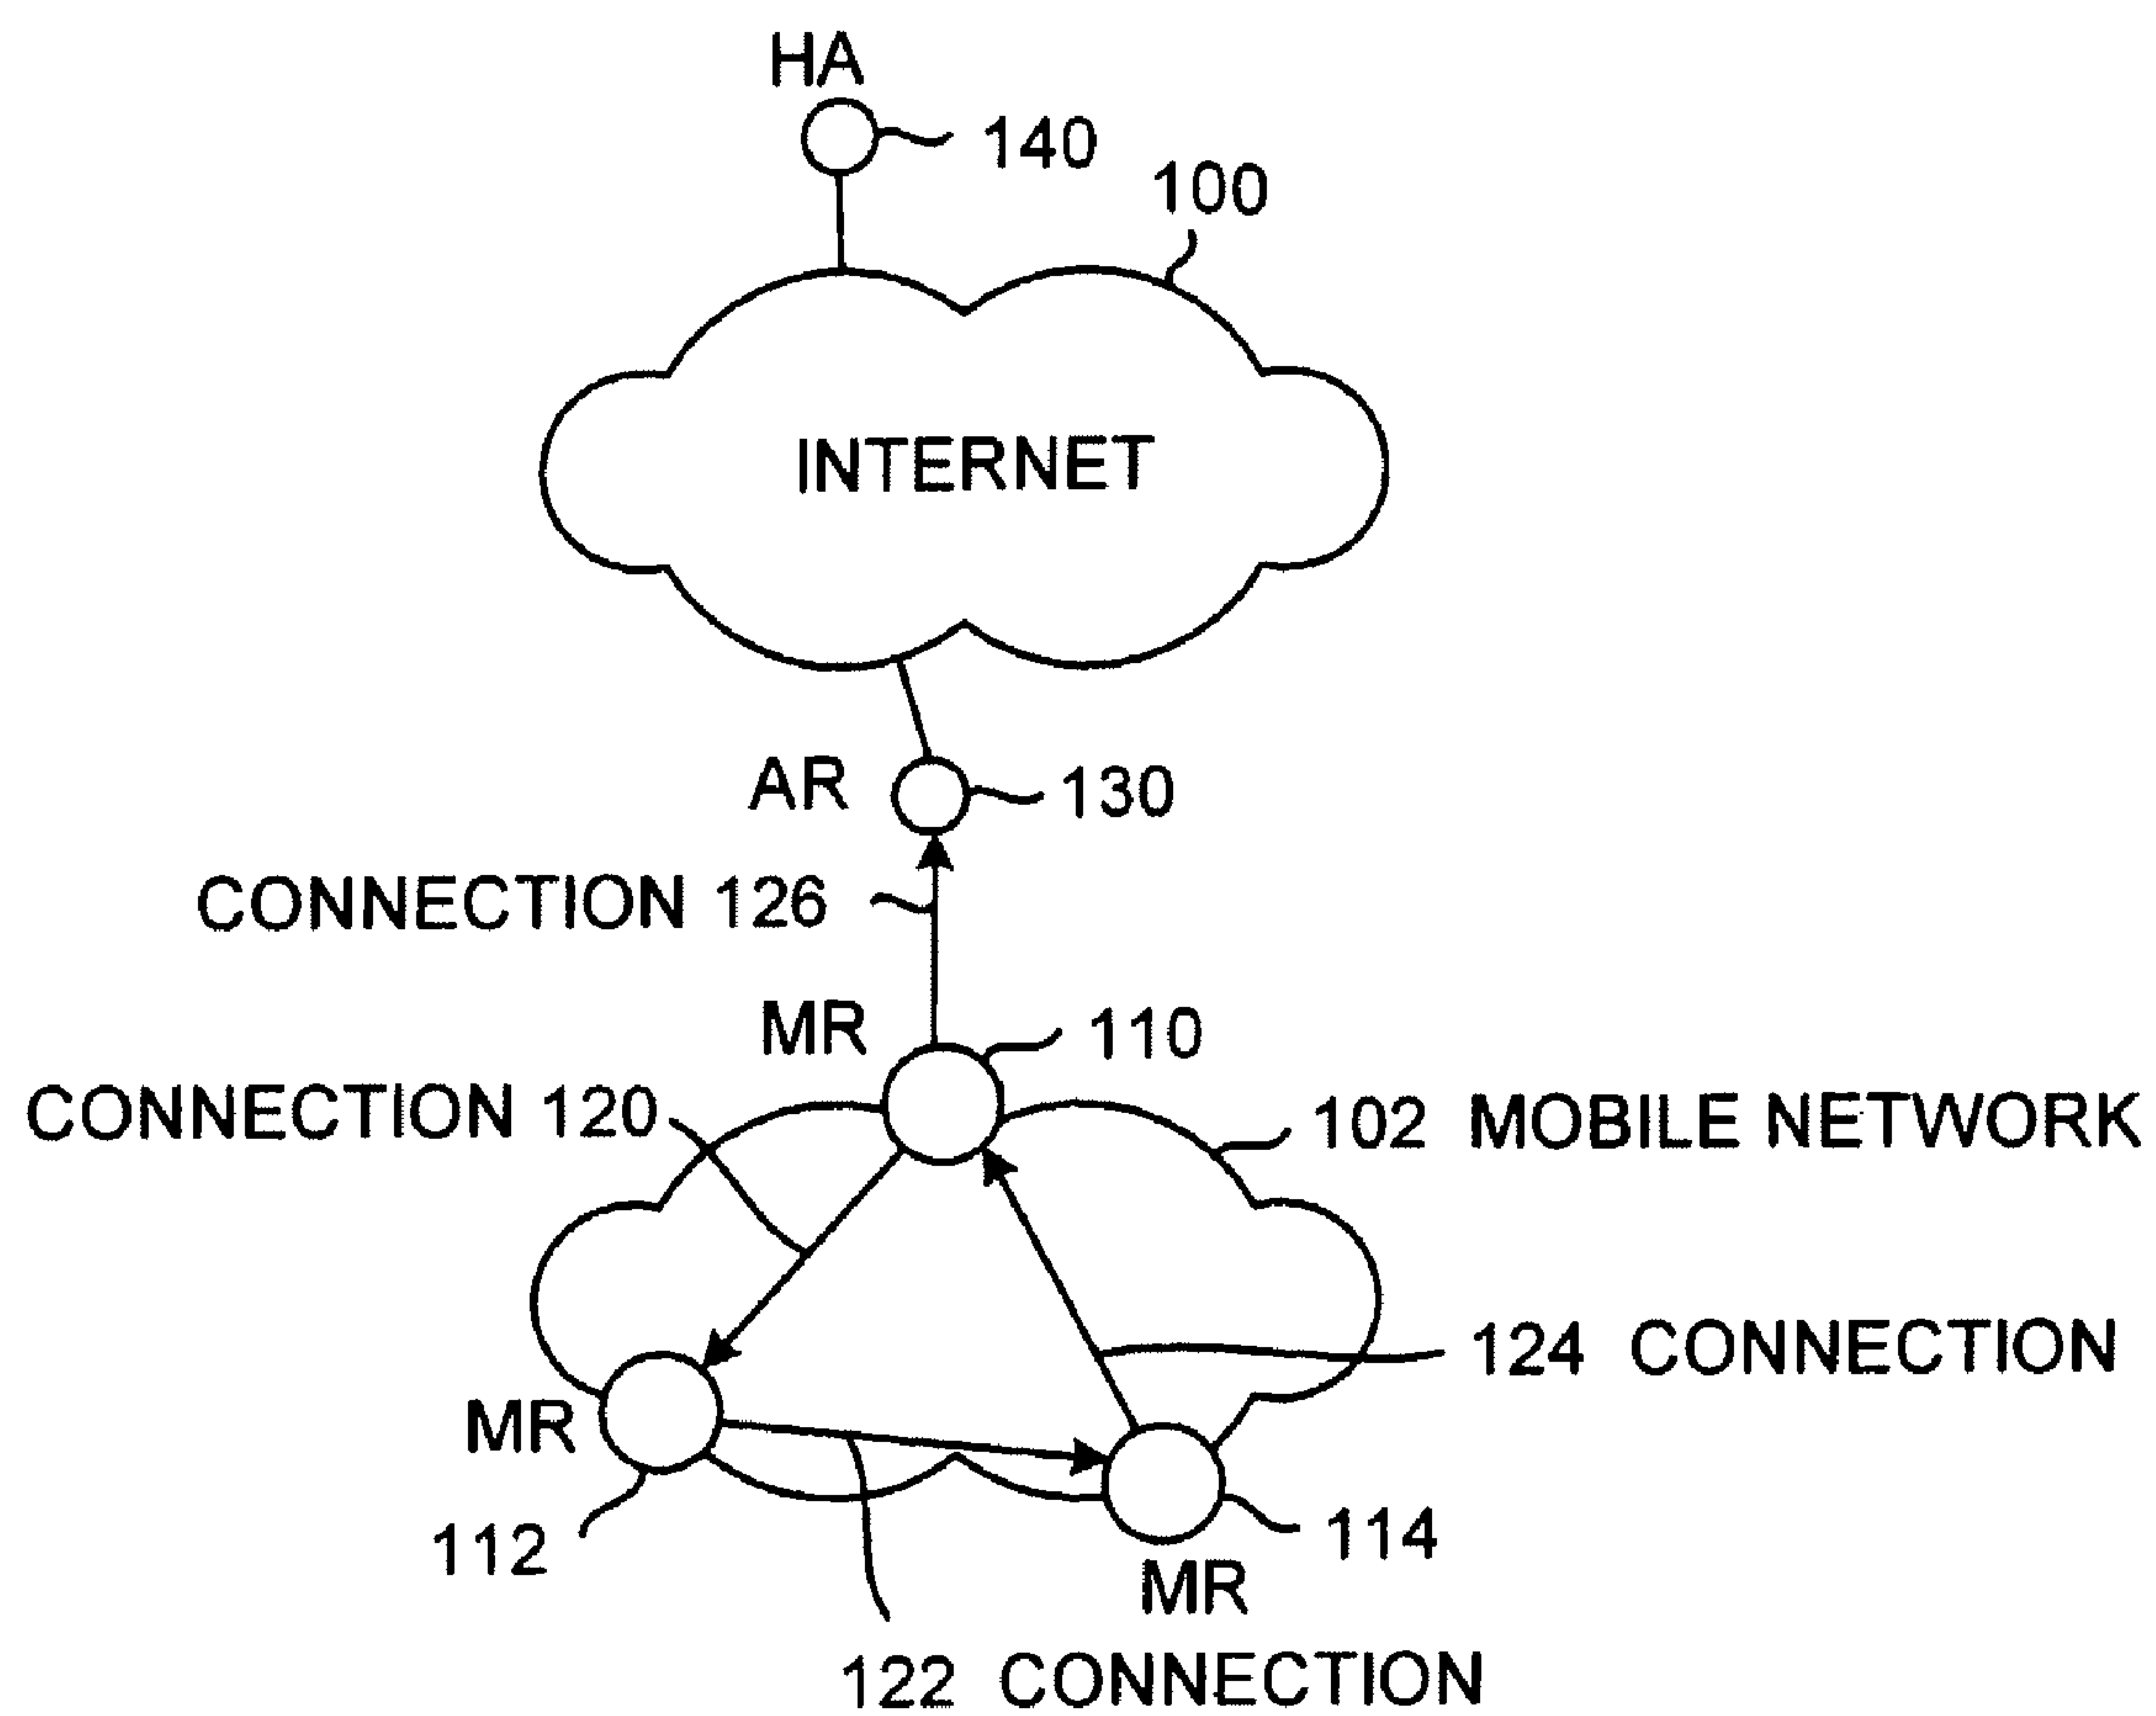 HA
140
100
INTERNET
AR
130
CONNECTION 126
MR
110
CONNECTION 120
102 MOBILE NETWORK
124 CONNECTION
MR
112
114
MR
122 CONNECTION